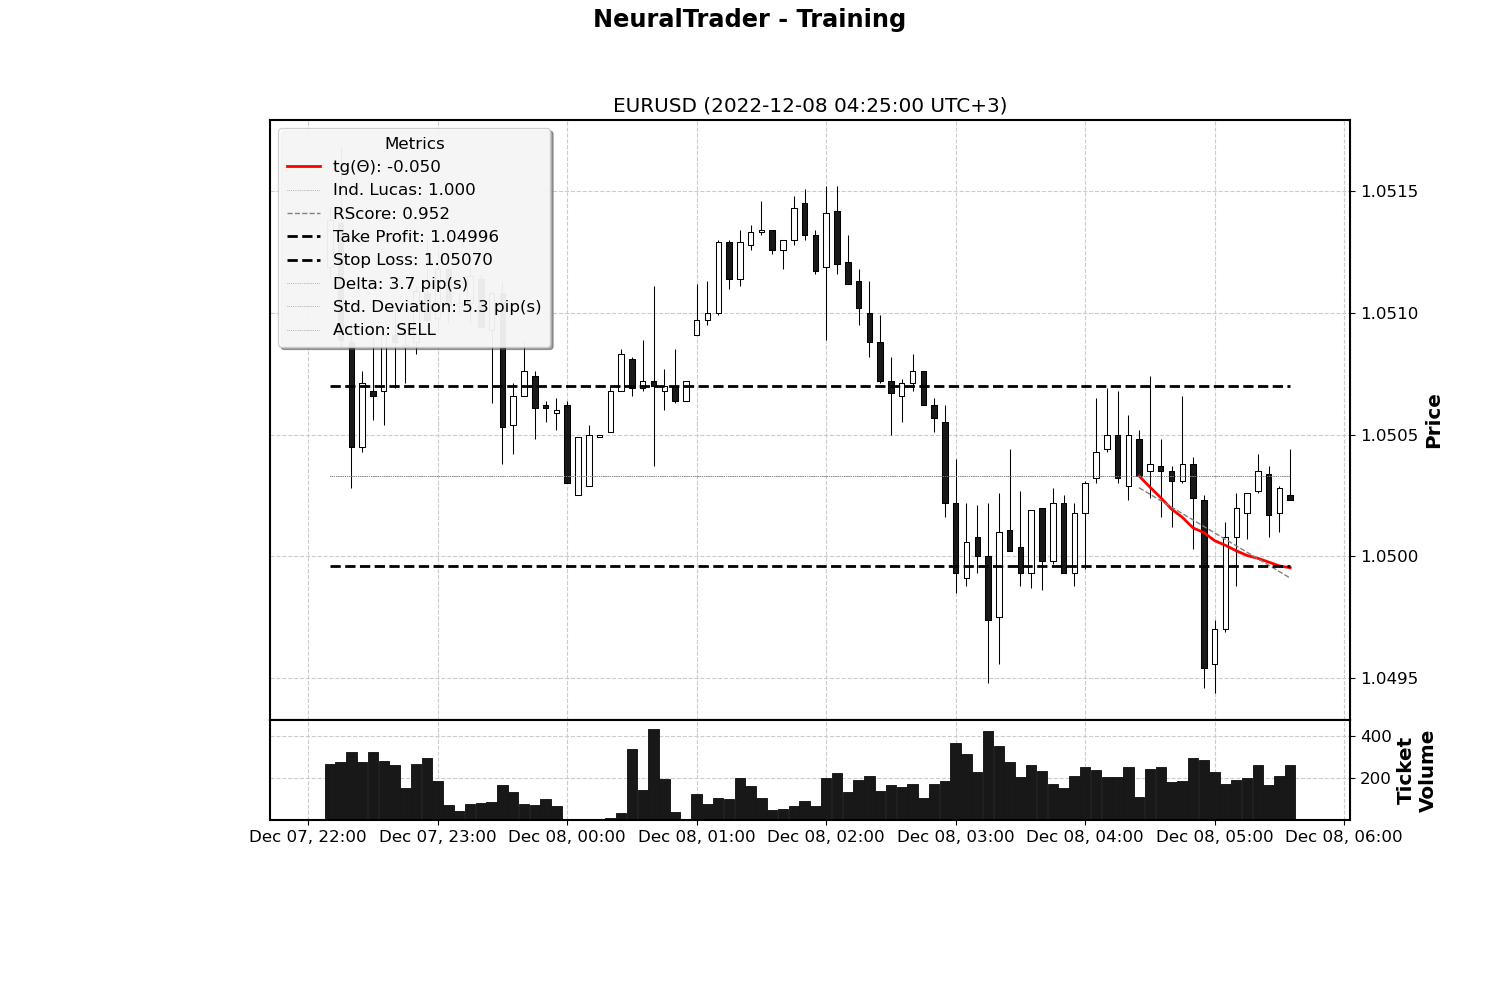 NeuralTrader - Training
EURUSD (2022-12-08 04:25:00 UTC+3)
Metrics
tg(Θ): -0.050
Ind. Lucas: 1.000
RScore: 0.952
Take Profit: 1.04996
Stop Loss: 1.05070
Delta: 3.7 pip(s)
Std. Deviation: 5.3 pip(s)
Action: SELL
1.0515
1.0510
1.0505
1.0500
1.0495
Price
400
200
Ticket
Volume
Dec 07, 22:00
Dec 07, 23:00
Dec 08, 00:00
Dec 08, 01:00
Dec 08, 02:00
Dec 08, 03:00
Dec 08, 04:00
Dec 08, 05:00
Dec 08, 06:00